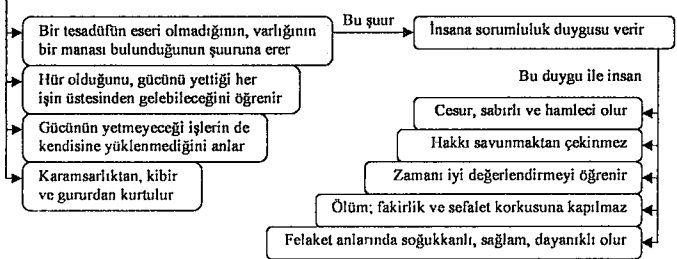 Bir tesadüfün eseri olmadığının, varlığının
bir manası bulunduğunun şuuruna erer
Bu şuur
İnsana sorumluluk duygusu verir
Hür olduğunu, gücünü yettiği her
işin üstesinden gelebileceğini öğrenir
Gücünün yetmeyeceği işlerin de
kendisine yüklenmediğini anlar
Karamsarlıktan, kibir
ve gururdan kurtulur
Bu duygu ile insan
Cesur, sabırlı ve hamleci olur
Hakkı savunmaktan çekinmez
Zamanı iyi değerlendirmeyi öğrenir
Ölüm; fakirlik ve sefalet korkusuna kapılmaz
Felaket anlarında soğukkanlı, sağlam, dayanıklı olur